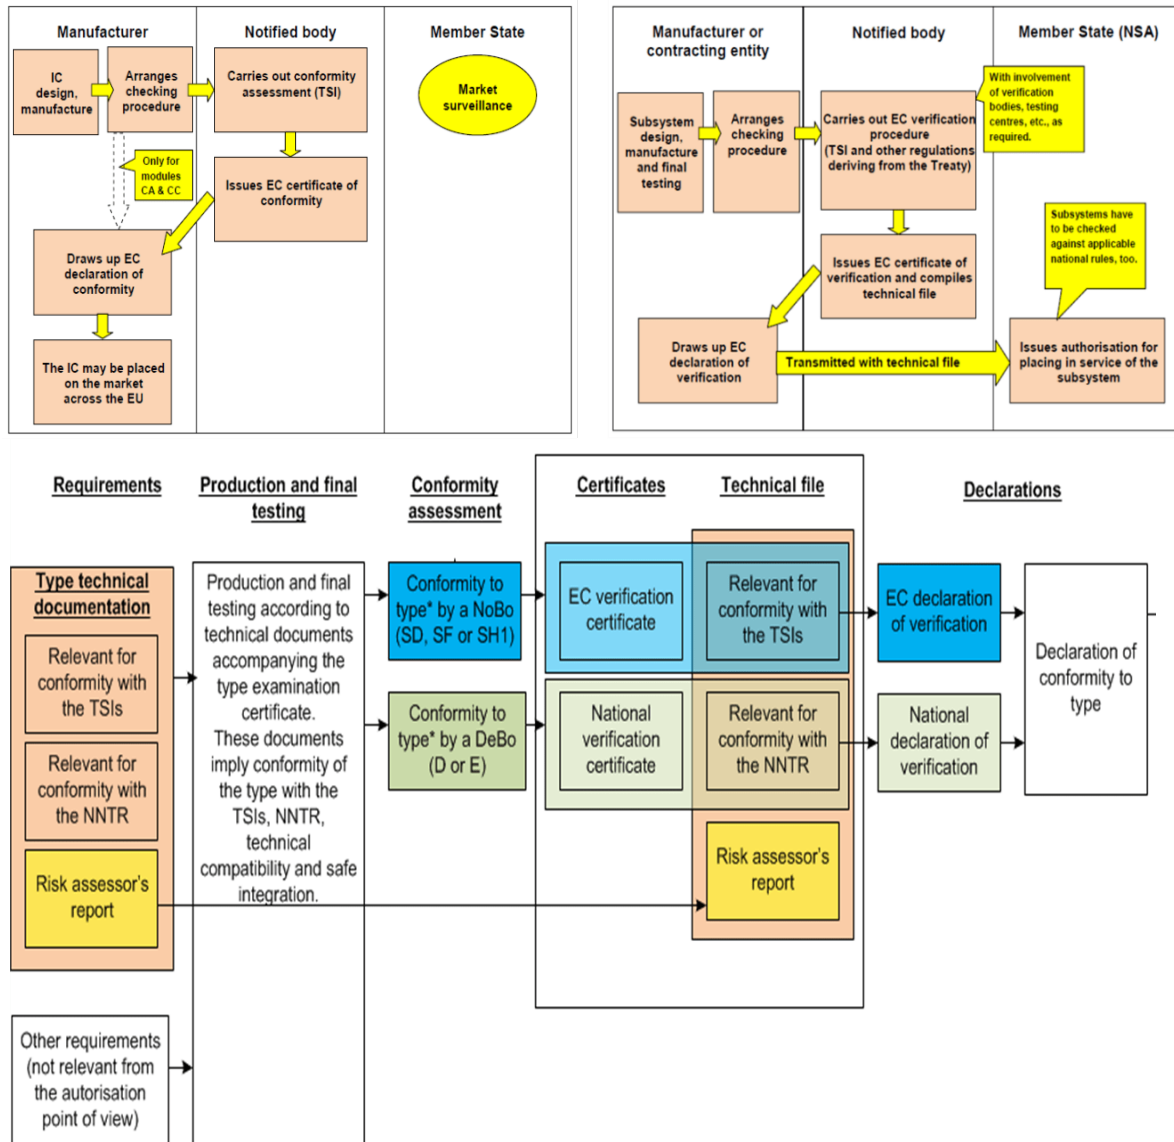 Manufacturer
Notified body
Member State
IC
design,
manufacture
Arranges
checking
procedure
Carries out conformity
assessment (TSI)
Market
surveillance
Only for
modules
CA & CC
Issues EC certificate of
conformity
Draws up EC
declaration of
conformity
The IC may be placed
on the market
across the EU
Manufacturer or
contracting entity
Notified body
Member State (NSA)
Subsystem
design,
manufacture
and final
testing
Arranges
checking
procedure
Carries out EC verification
procedure
(TSI and other regulations
deriving from the Treaty)
With involvement
of verification
bodies, testing
centres, etc., as
required.
Issues EC certificate of
verification and compiles
technical file
Subsystems have
to be checked
against applicable
national rules, too.
Draws up EC
declaration of
verification
Transmitted with technical file
Issues authorisation for
placing in service of the
subsystem
Requirements
Production and final
testing
Conformity
assessment
Certificates
Technical file
Declarations
Type technical
documentation
Relevant for
conformity with
the TSIs
Relevant for
conformity with
the NNTR
Risk assessor's
report
Other requirements
(not relevant from
the autorisation
point of view)
Production and final
testing according to
technical documents
accompanying the
type examination
certificate.
These documents
imply conformity of
the type with the
TSIs, NNTR,
technical
compatibility and safe
integration.
Conformity to
type* by a NoBo
(SD, SF or SH1)
Conformity to
type* by a DeBo
(D or E)
EC verification
certificate
National
verification
certificate
Relevant for
conformity with
the TSIs
Relevant for
conformity with
the NNTR
Risk assessor's
report
EC declaration
of verification
National
declaration of
verification
Declaration of
conformity to
type